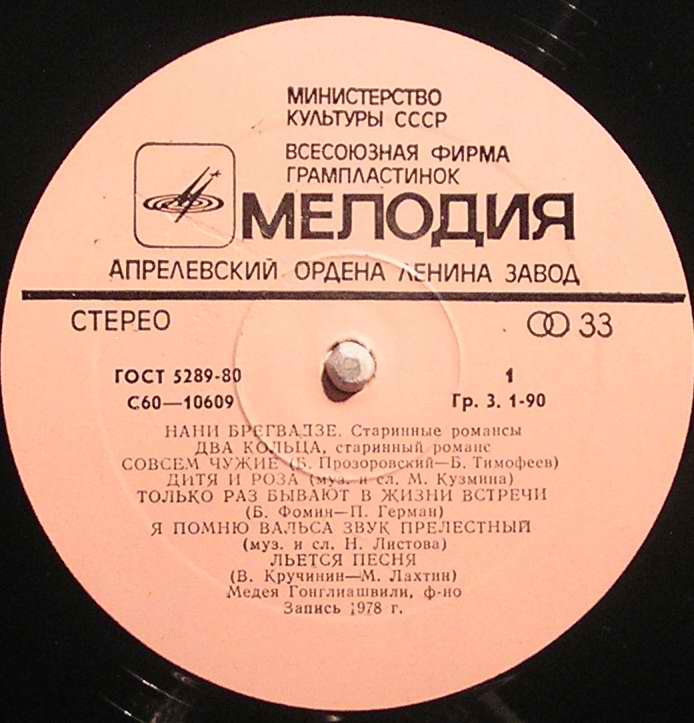 МИНИСТЕРСТВО
КУЛЬТУРЫ СССР
ВСЕСОЮЗНАЯ ФИРМА
ГРАМПЛАСТИНОК
МЕЛОДИЯ
АПРЕЛЕВСКИЙ ОРДЕНА ЛЕНИНА ЗАВОД
СТЕРЕО 33
ГОСТ 5289-80 1
С60—10609 Гр. 3. 1-90
НАНИ БРЕГВАДЗЕ. Старинные романсы
ДВА КОЛЬЦА, старинный романс
СОВСЕМ ЧУЖИЕ (Б. Прозоровский—Б. Тимофеев)
ДИТЯ И РОЗА (муз. и сл. М. Кузмина)
ТОЛЬКО РАЗ БЫВАЮТ В ЖИЗНИ ВСТРЕЧИ
(Б. Фомин—П. Герман)
Я ПОМНЮ ВАЛЬСА ЗВУК ПРЕЛЕСТНЫЙ
(муз. и сл. Н. Листова)
ЛЬЕТСЯ ПЕСНЯ
(В. Кручинин—М. Лахтин)
Медея Гонглиашвили, ф-но
Запись 1978 г.